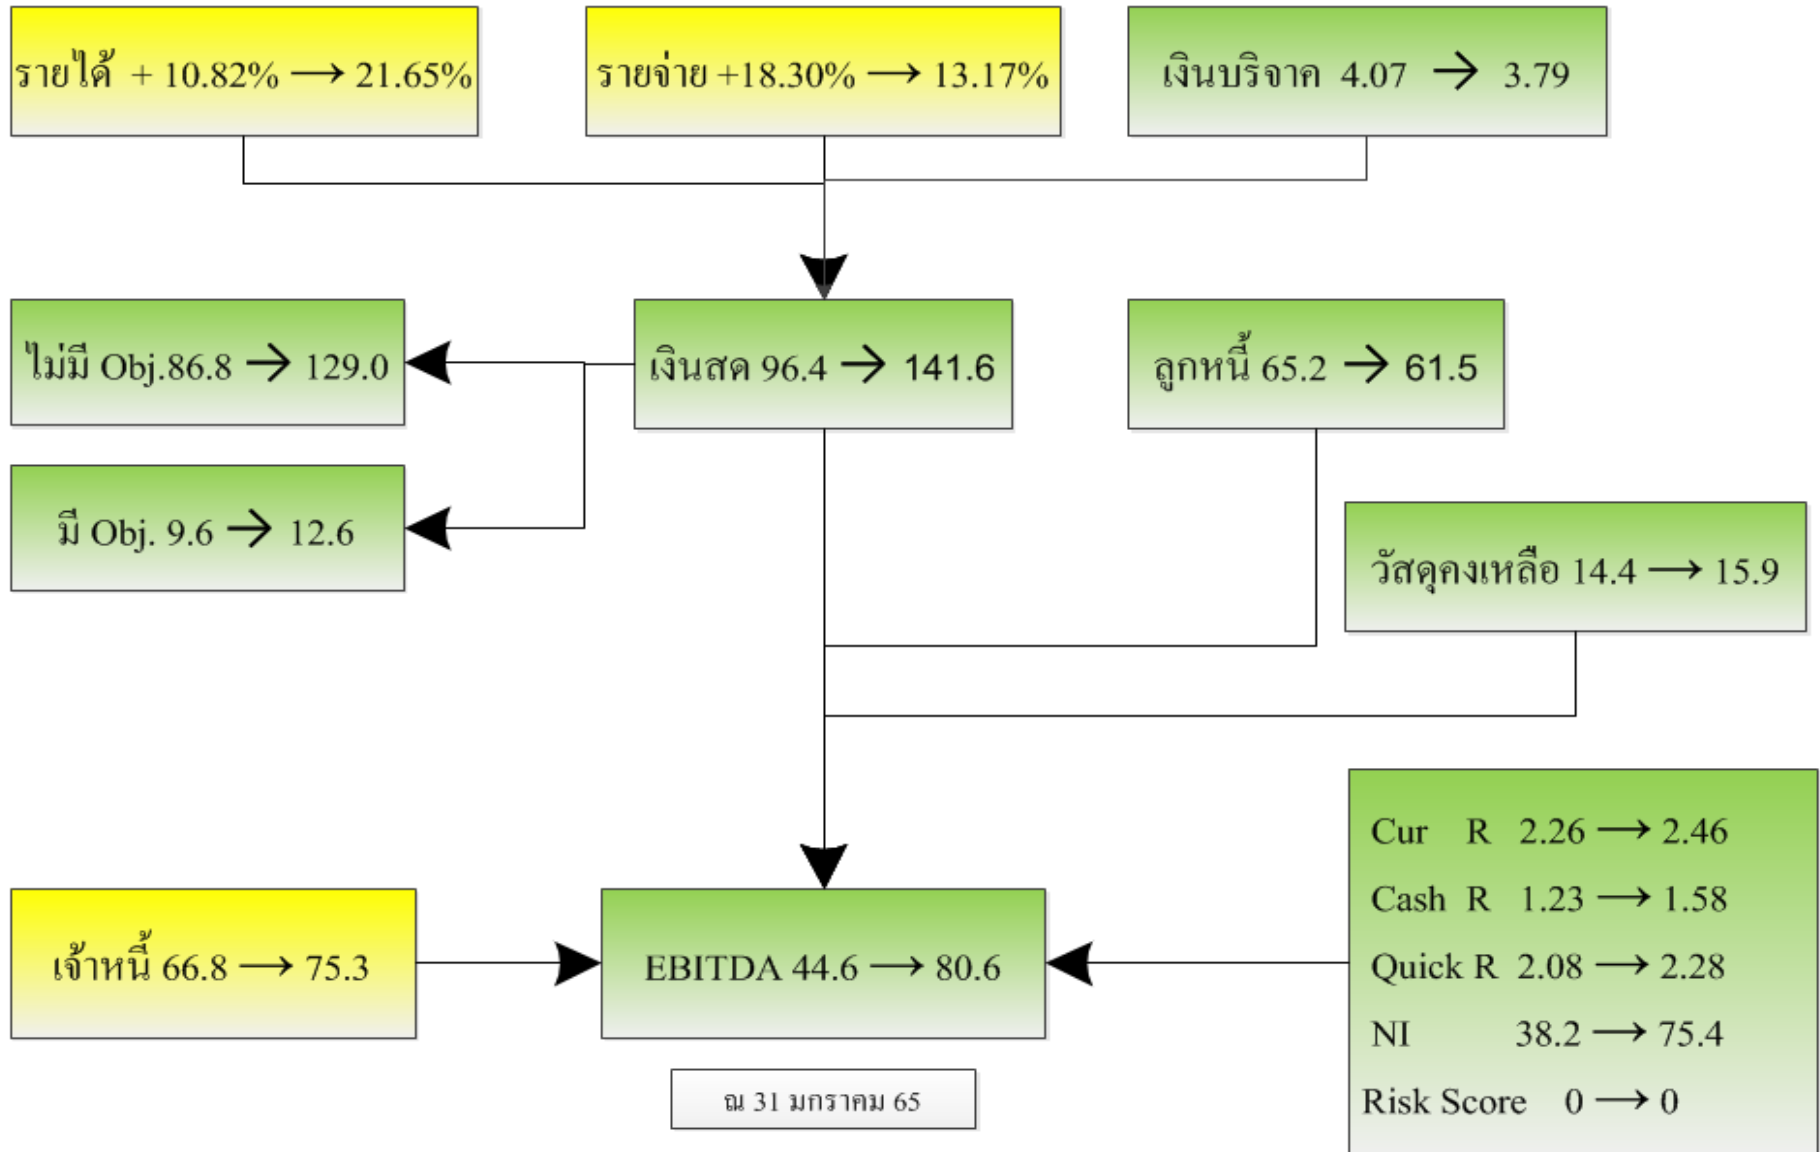 รายได้ + 10.82% → 21.65%
รายจ่าย +18.30% → 13.17%
เงินบริจาค 4.07 → 3.79
ไม่มี Obj.86.8 → 129.0
เงินสด 96.4 → 141.6
ลูกหนี้ 65.2 → 61.5
มี Obj. 9.6 → 12.6
วัสดุคงเหลือ 14.4 → 15.9
เจ้าหนี้ 66.8 → 75.3
EBITDA 44.6 → 80.6
Cur R 2.26 → 2.46
Cash R 1.23 → 1.58
Quick R 2.08 → 2.28
NI 38.2 → 75.4
Risk Score 0 → 0
ณ 31 มกราคม 65